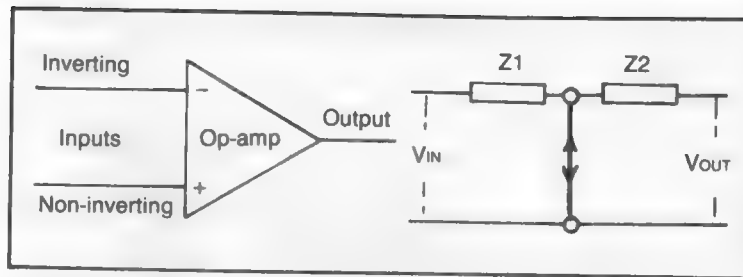 Inverting
−
Inputs
Op-amp
Output
+
Non-inverting
Z1
Z2
VIN
VOUT